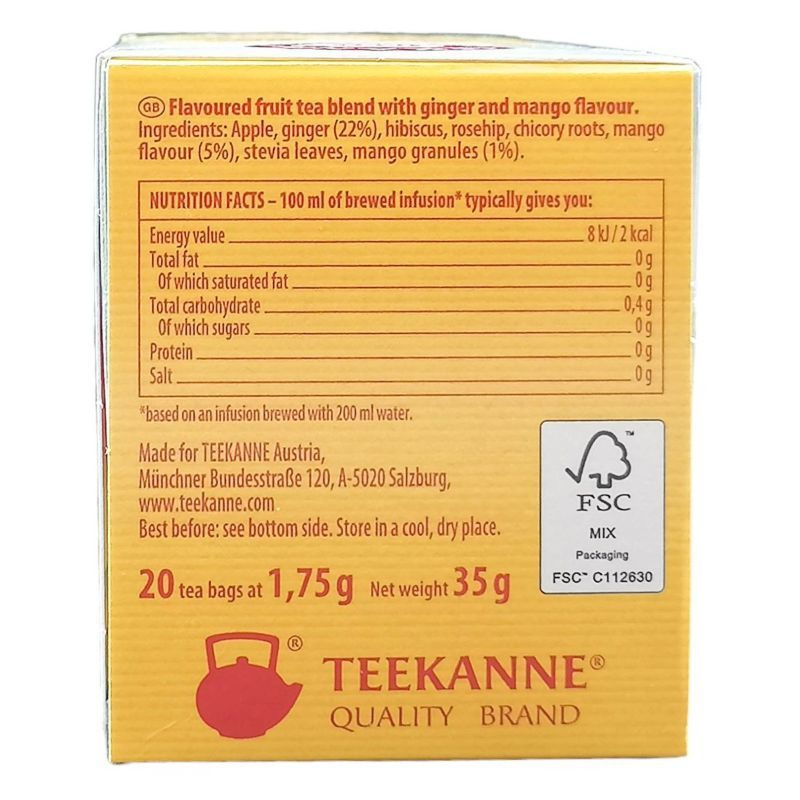 GB Flavoured fruit tea blend with ginger and mango flavour.
Ingredients: Apple, ginger (22%), hibiscus, rosehip, chicory roots, mango
flavour (5%), stevia leaves, mango granules (1%).
NUTRITION FACTS – 100 ml of brewed infusion* typically gives you:
Energy value 8 kJ / 2 kcal
Total fat 0 g
Of which saturated fat 0 g
Total carbohydrate 0,4 g
Of which sugars 0 g
Protein 0 g
Salt 0 g
*based on an infusion brewed with 200 ml water.
Made for TEEKANNE Austria,
Münchner Bundesstraße 120, A-5020 Salzburg,
www.teekanne.com
Best before: see bottom side. Store in a cool, dry place.
20 tea bags at 1,75 g Net weight 35 g
™
FSC
MIX
Packaging
FSC™ C112630
®
TEEKANNE®
QUALITY BRAND